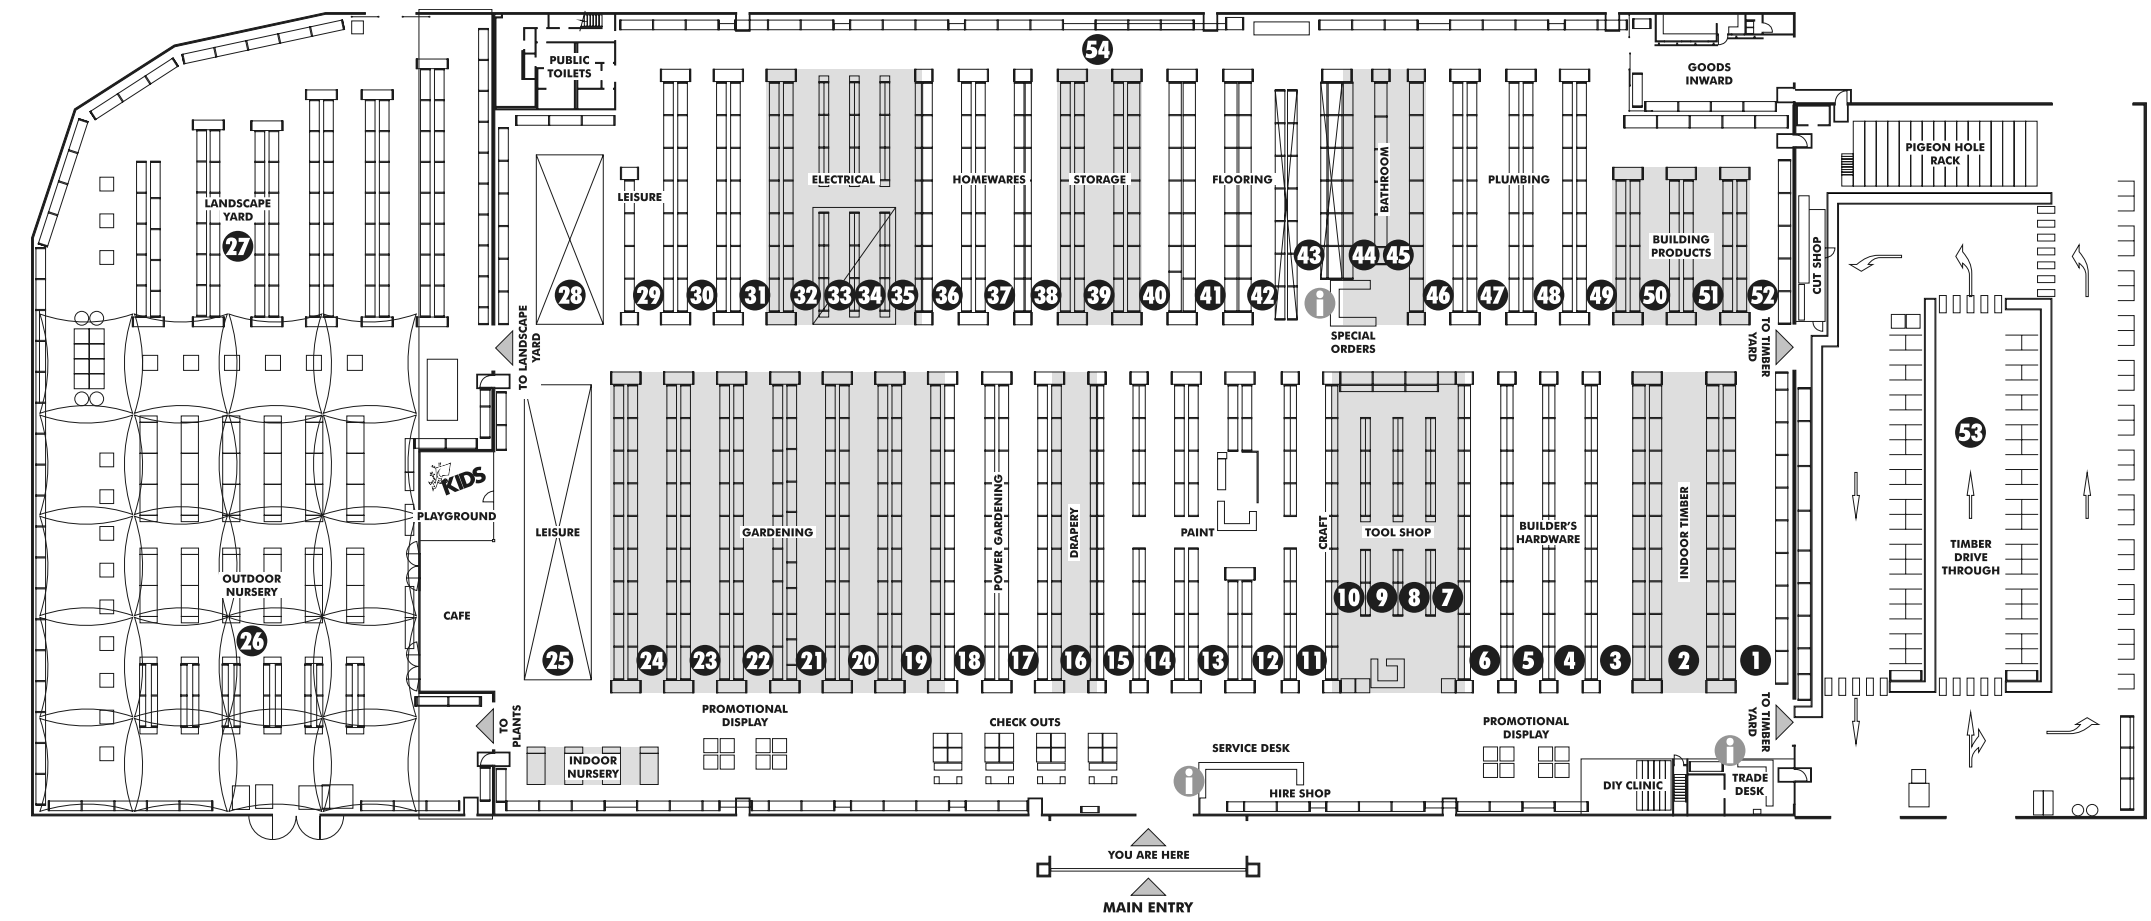 54
PUBLIC
TOILETS
GOODS
INWARD
PIGEON HOLE
RACK
LANDSCAPE
YARD
27
LEISURE
ELECTRICAL
HOMEWARES
STORAGE
FLOORING
BATHROOM
PLUMBING
BUILDING
PRODUCTS
CUT SHOP
43
44
45
28
29
30
31
32
33
34
35
36
37
38
39
40
41
42
46
47
48
49
50
51
52
i
SPECIAL
ORDERS
TO LANDSCAPE
YARD
TO TIMBER
YARD
53
TIMBER
DRIVE
THROUGH
KIDS
PLAYGROUND
CAFE
OUTDOOR
NURSERY
26
LEISURE
GARDENING
POWER GARDENING
DRAPERY
PAINT
CRAFT
TOOL SHOP
BUILDER'S
HARDWARE
INDOOR TIMBER
10
9
8
7
25
24
23
22
21
20
19
18
17
16
15
14
13
12
11
6
5
4
3
2
1
TO
PLANTS
PROMOTIONAL
DISPLAY
CHECK OUTS
PROMOTIONAL
DISPLAY
TO TIMBER
YARD
INDOOR
NURSERY
SERVICE DESK
i
HIRE SHOP
DIY CLINIC
i
TRADE
DESK
YOU ARE HERE
MAIN ENTRY